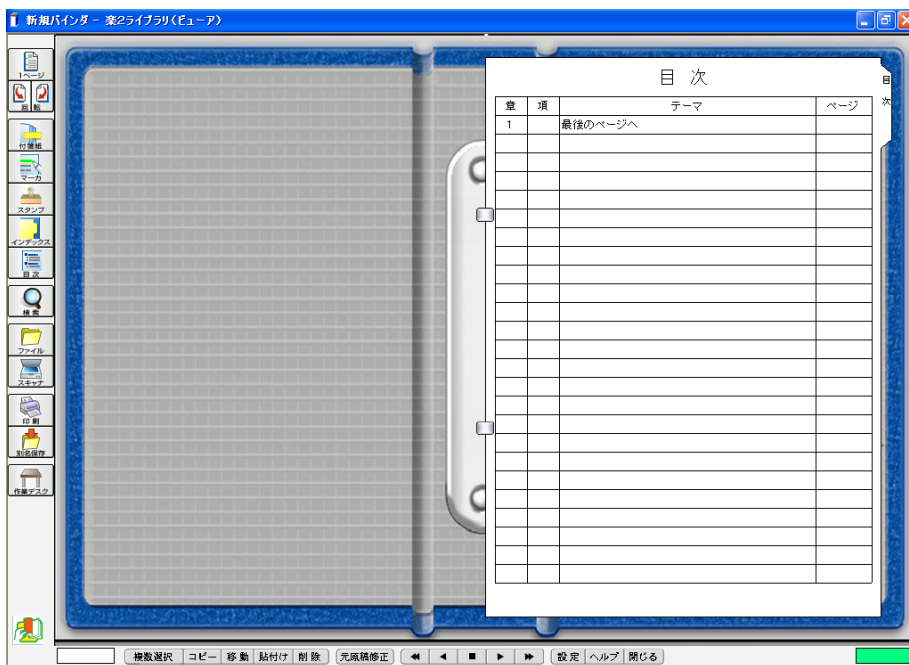 新規バインダ - 楽2ライブラリ(ビューア)
1ページ
回転
付箋紙
マーカ
スタンプ
インデックス
目次
検索
ファイル
スキャナ
印刷
別名保存
作業デスク
目 次
章 項 テーマ ページ
1 最後のページへ
目次
複数選択 コピー 移動 貼付け 削除 元原稿修正 設定 ヘルプ 閉じる